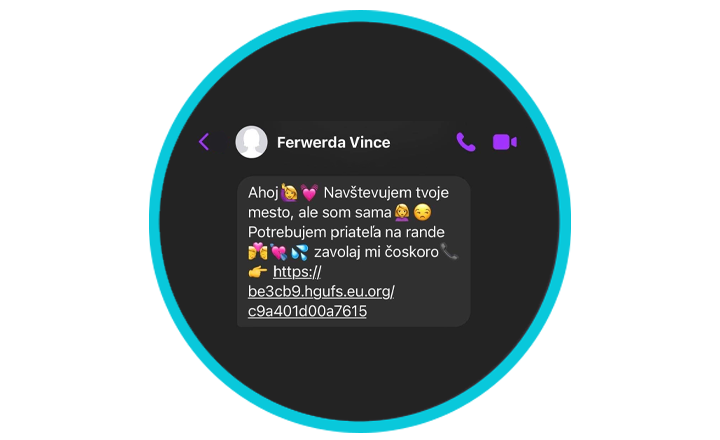 Ferwerda Vince
Ahoj🙋‍♀️💓 Navštevujem tvoje
mesto, ale som sama🙍‍♀️😒
Potrebujem priateľa na rande
💏💘💦 zavolaj mi čoskoro📞
👉 https://
be3cb9.hgufs.eu.org/
c9a401d00a7615